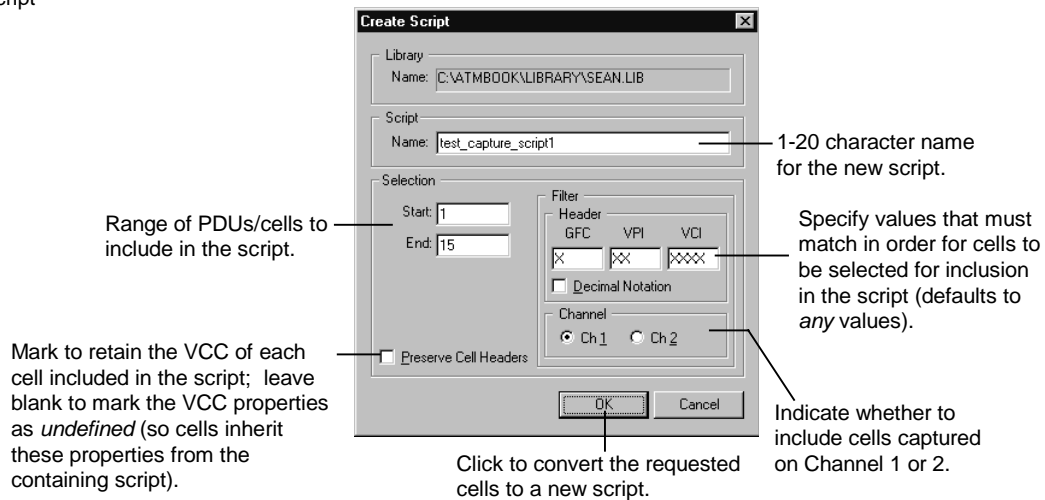 Create Script
Library
Name: C:\ATMBOOK\LIBRARY\SEAN.LIB
Script
Name: test_capture_script1
1-20 character name
for the new script.
Selection
Start: 1
End: 15
Range of PDUs/cells to
include in the script.
Filter
Header
GFC VPI VCI
X XX XXXX
Decimal Notation
Specify values that must
match in order for cells to
be selected for inclusion
in the script (defaults to
any values).
Channel
Ch 1 Ch 2
Indicate whether to
include cells captured
on Channel 1 or 2.
Preserve Cell Headers
Mark to retain the VCC of each
cell included in the script; leave
blank to mark the VCC properties
as undefined (so cells inherit
these properties from the
containing script).
OK Cancel
Click to convert the requested
cells to a new script.